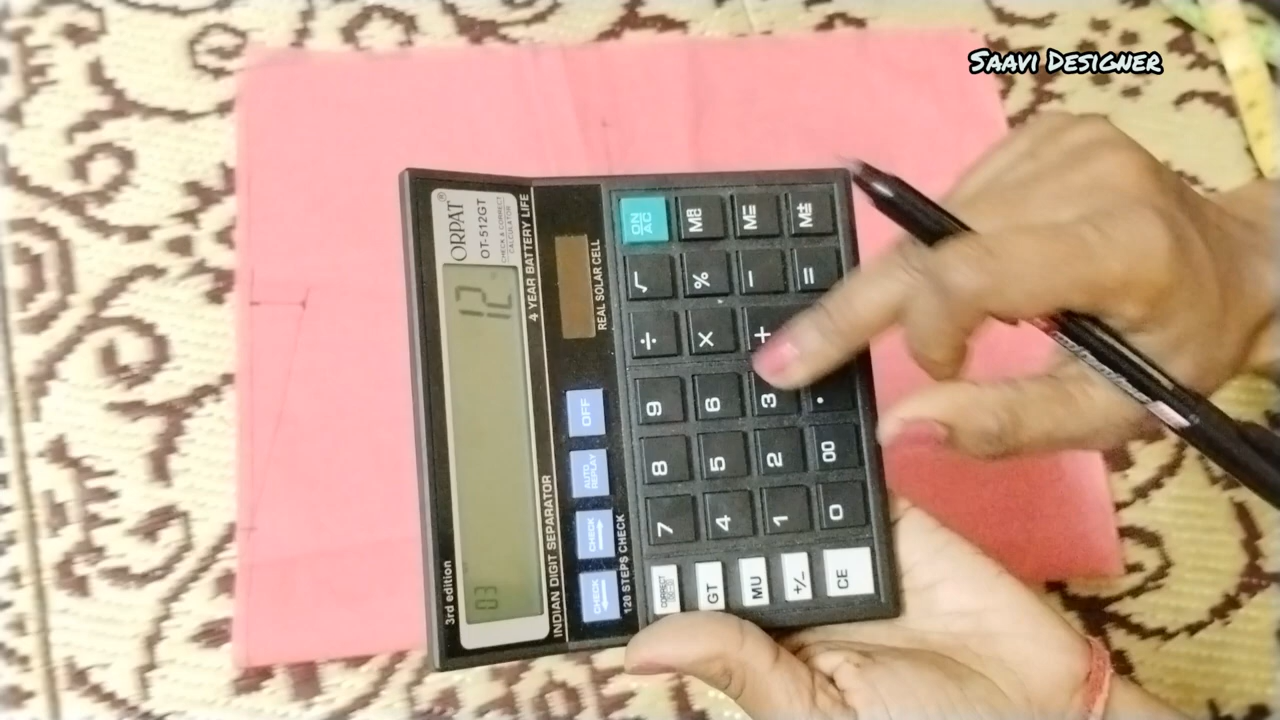 SAAVI DESIGNER
ORPAT®
OT-512GT
CHECK & CORRECT
CALCULATOR
3rd edition
03
12.
INDIAN DIGIT SEPARATOR
4 YEAR BATTERY LIFE
120 STEPS CHECK
REAL SOLAR CELL
CHECK ←
CHECK →
AUTO REPLAY
OFF
CORRECT 7 8 9 ÷ √ ON/AC
GT 4 5 6 × %
MU 1 2 3 + −
+/− 0 00 . = 
CE